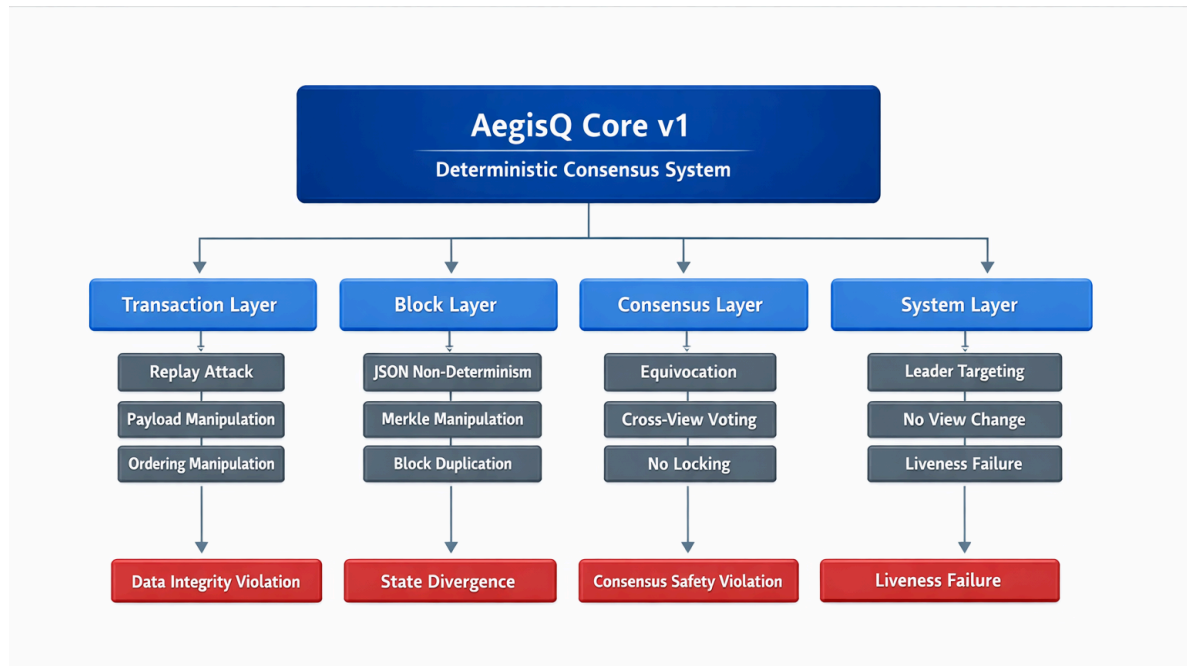 AegisQ Core v1
Deterministic Consensus System
Transaction Layer
Block Layer
Consensus Layer
System Layer
Replay Attack
JSON Non-Determinism
Equivocation
Leader Targeting
Payload Manipulation
Merkle Manipulation
Cross-View Voting
No View Change
Ordering Manipulation
Block Duplication
No Locking
Liveness Failure
Data Integrity Violation
State Divergence
Consensus Safety Violation
Liveness Failure